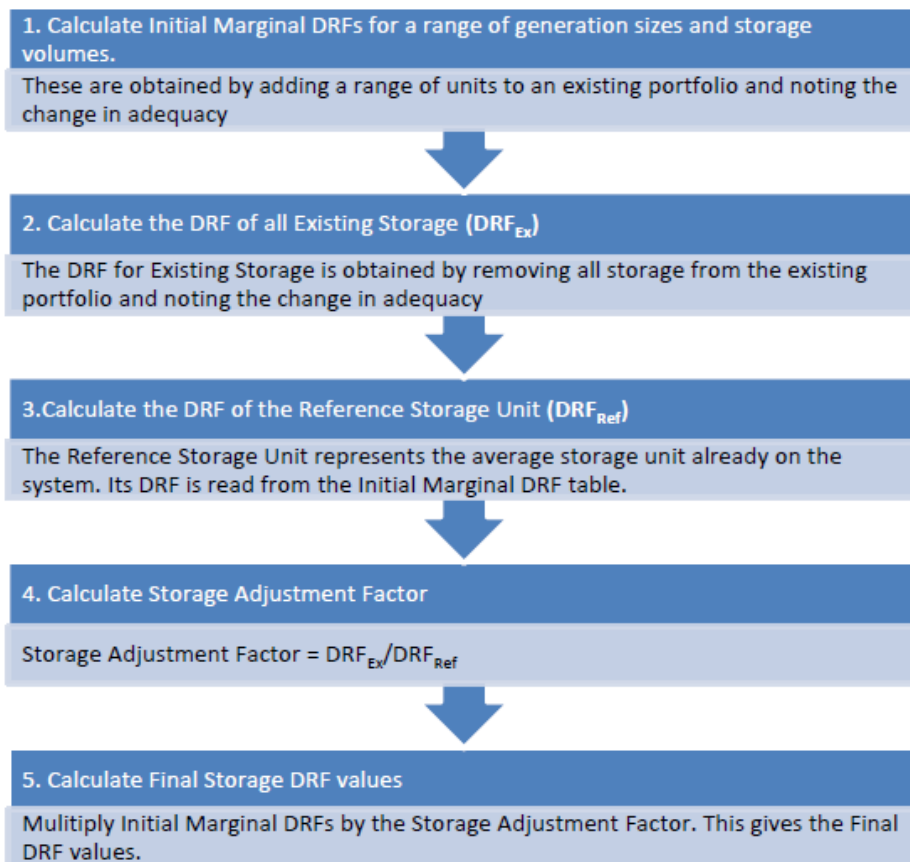 1. Calculate Initial Marginal DRFs for a range of generation sizes and storage
volumes.
These are obtained by adding a range of units to an existing portfolio and noting the
change in adequacy
2. Calculate the DRF of all Existing Storage (DRFEx)
The DRF for Existing Storage is obtained by removing all storage from the existing
portfolio and noting the change in adequacy
3.Calculate the DRF of the Reference Storage Unit (DRFRef)
The Reference Storage Unit represents the average storage unit already on the
system. Its DRF is read from the Initial Marginal DRF table.
4. Calculate Storage Adjustment Factor
Storage Adjustment Factor = DRFEx/DRFRef
5. Calculate Final Storage DRF values
Mulitiply Initial Marginal DRFs by the Storage Adjustment Factor. This gives the Final
DRF values.